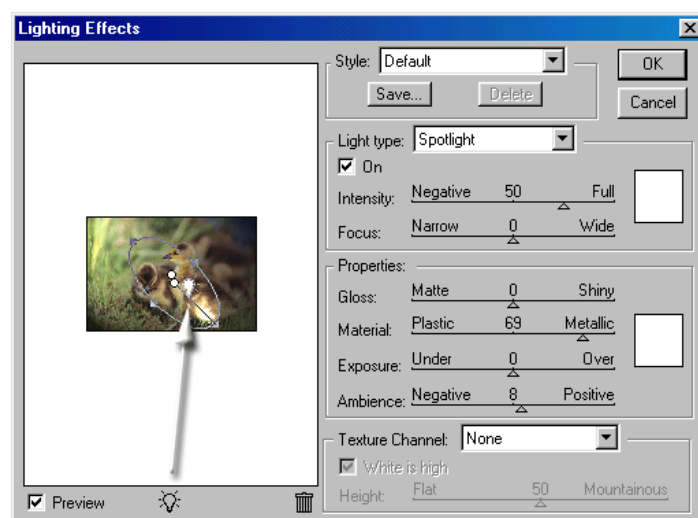 Lighting Effects
Style: Default
OK
Save... Delete
Cancel
Light type: Spotlight
On
Intensity: Negative 50 Full
Focus: Narrow 0 Wide
Properties:
Gloss: Matte 0 Shiny
Material: Plastic 69 Metallic
Exposure: Under 0 Over
Ambience: Negative 8 Positive
Texture Channel: None
White is high
Height: Flat 50 Mountainous
Preview